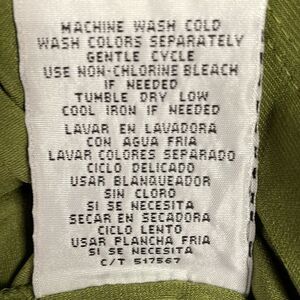 MACHINE WASH COLD
WASH COLORS SEPARATELY
GENTLE CYCLE
USE NON-CHLORINE BLEACH
IF NEEDED
TUMBLE DRY LOW
COOL IRON IF NEEDED
LAVAR EN LAVADORA
CON AGUA FRIA
LAVAR COLORES SEPARADO
CICLO DELICADO
USAR BLANQUEADOR
SIN CLORO
SI SE NECESITA
SECAR EN SECADORA
CICLO LENTO
USAR PLANCHA FRIA
SI SE NECESITA
C/T 517567